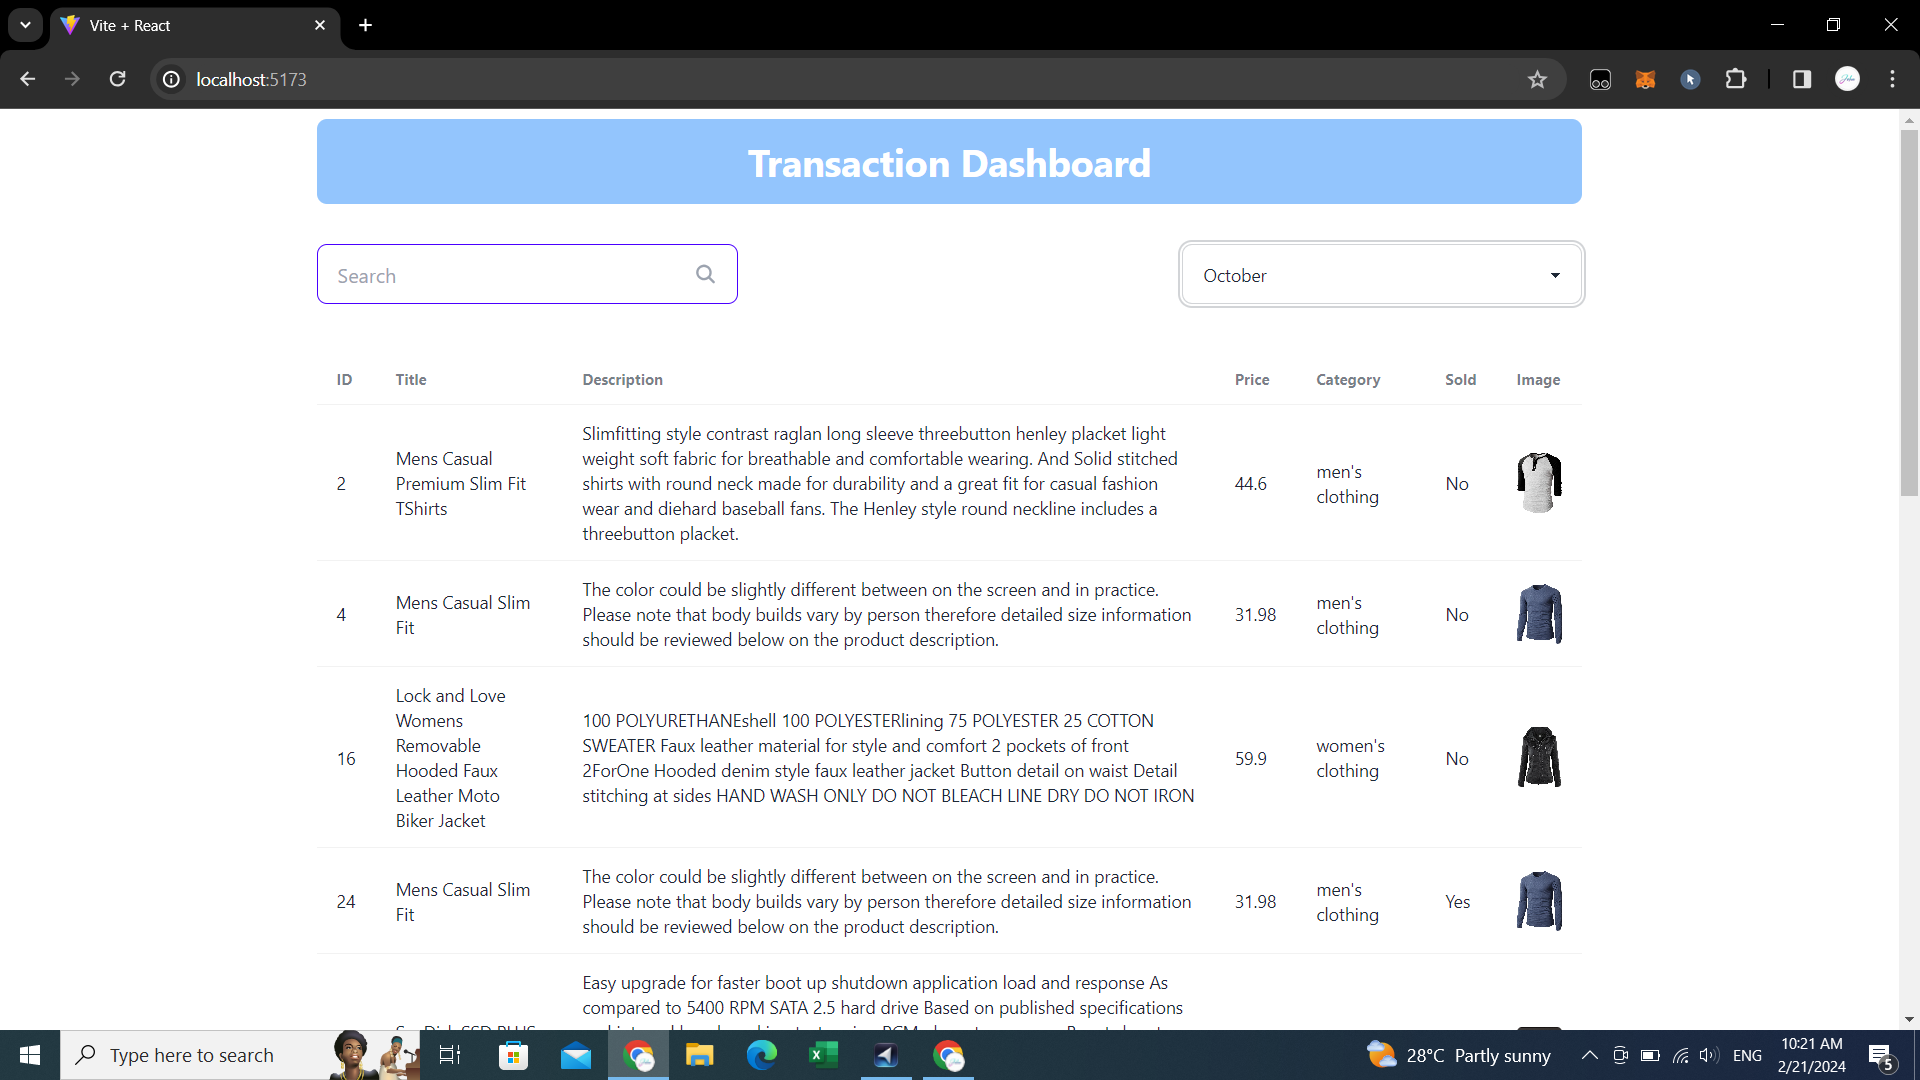 Vite + React
localhost:5173
Transaction Dashboard
Search
October
ID Title Description Price Category Sold Image
2
Mens Casual
Premium Slim Fit
TShirts
Slimfitting style contrast raglan long sleeve threebutton henley placket light
weight soft fabric for breathable and comfortable wearing. And Solid stitched
shirts with round neck made for durability and a great fit for casual fashion
wear and diehard baseball fans. The Henley style round neckline includes a
threebutton placket.
44.6
men's
clothing
No
4
Mens Casual Slim
Fit
The color could be slightly different between on the screen and in practice.
Please note that body builds vary by person therefore detailed size information
should be reviewed below on the product description.
31.98
men's
clothing
No
16
Lock and Love
Womens
Removable
Hooded Faux
Leather Moto
Biker Jacket
100 POLYURETHANEshell 100 POLYESTERlining 75 POLYESTER 25 COTTON
SWEATER Faux leather material for style and comfort 2 pockets of front
2ForOne Hooded denim style faux leather jacket Button detail on waist Detail
stitching at sides HAND WASH ONLY DO NOT BLEACH LINE DRY DO NOT IRON
59.9
women's
clothing
No
24
Mens Casual Slim
Fit
The color could be slightly different between on the screen and in practice.
Please note that body builds vary by person therefore detailed size information
should be reviewed below on the product description.
31.98
men's
clothing
Yes
Easy upgrade for faster boot up shutdown application load and response As
compared to 5400 RPM SATA 2.5 hard drive Based on published specifications
Type here to search
28°C Partly sunny
ENG
10:21 AM
2/21/2024
5